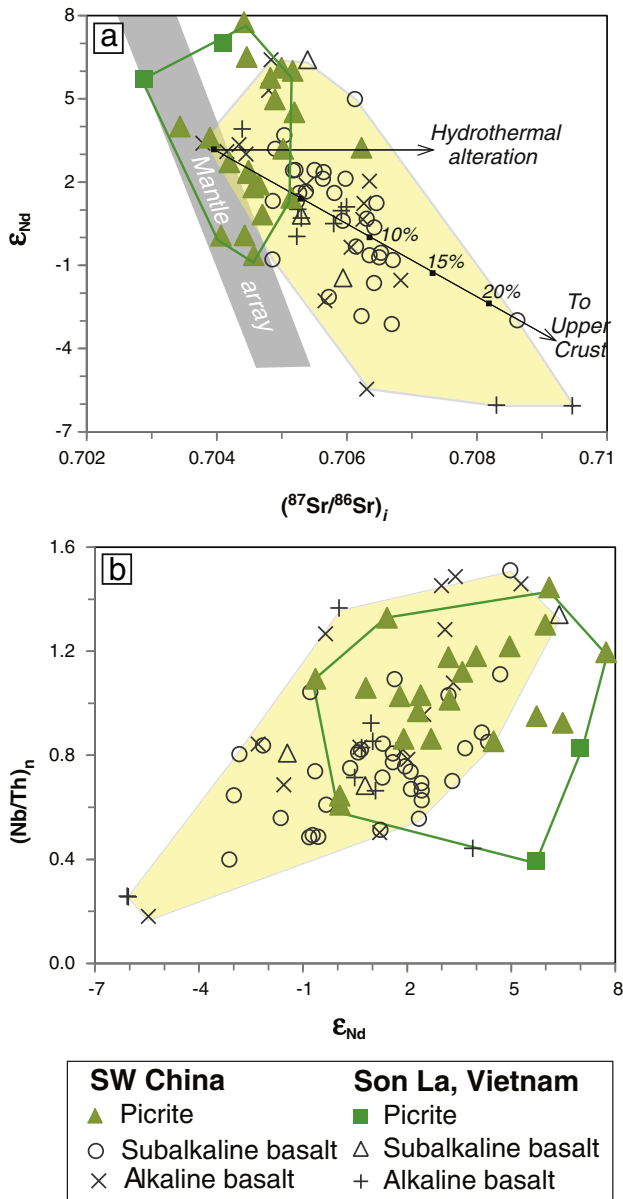 a
8
5
2
-1
-4
-7
εNd
0.702
0.704
0.706
0.708
0.71
(⁸⁷Sr/⁸⁶Sr)i
Mantle
array
Hydrothermal
alteration
10%
15%
20%
To
Upper
Crust
b
1.6
1.2
0.8
0.4
0.0
(Nb/Th)n
-7
-4
-1
2
5
8
εNd
SW China
Picrite
Subalkaline basalt
Alkaline basalt
Son La, Vietnam
Picrite
Subalkaline basalt
Alkaline basalt